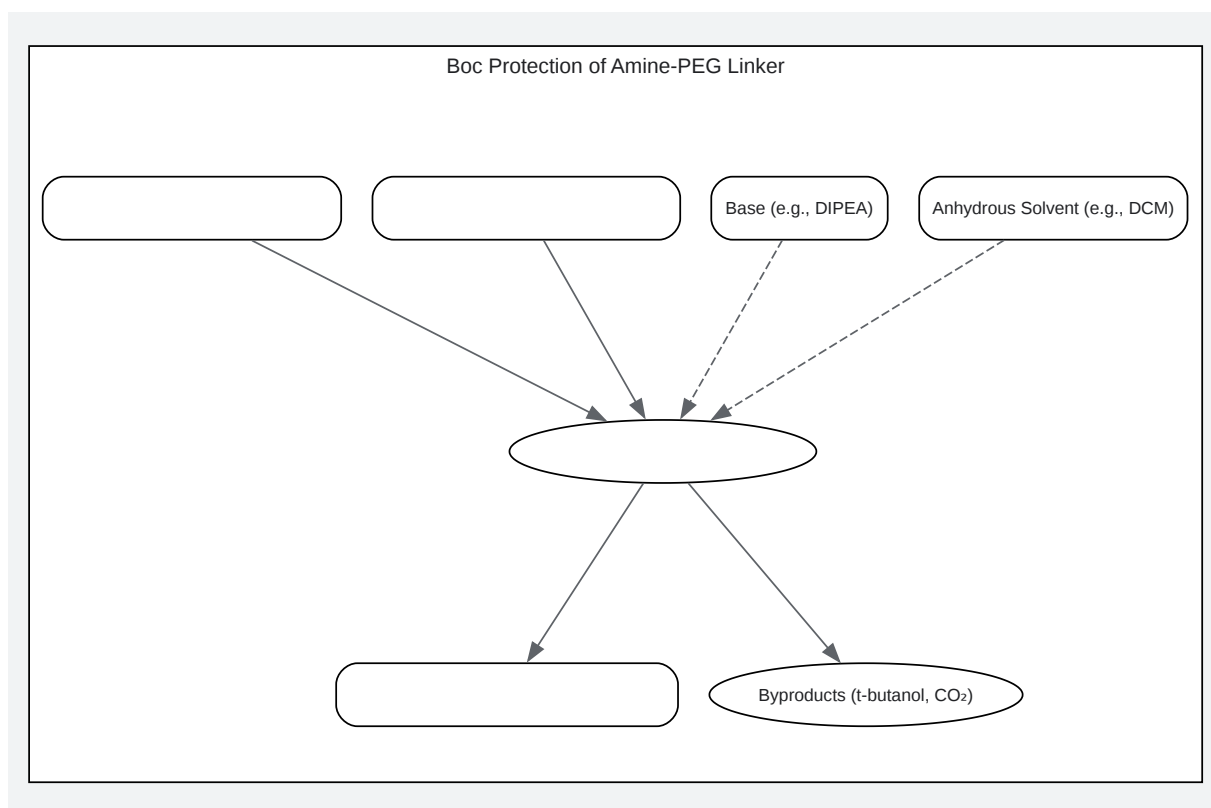 Boc Protection of Amine-PEG Linker
Base (e.g., DIPEA)
Anhydrous Solvent (e.g., DCM)
Byproducts (t-butanol, CO₂)